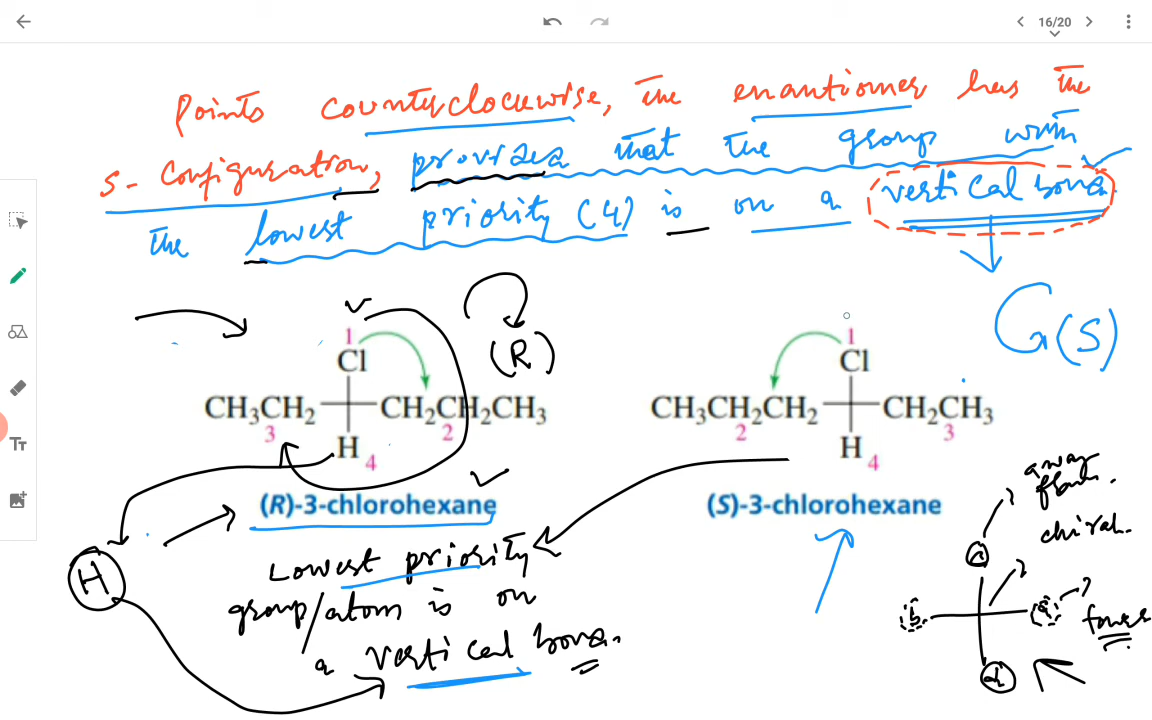 16/20
Points counterclockwise, the enantiomer has the
S- configuration, provided that the group with
the lowest priority (4) is on a vertical bond.
(S)
(R)
1
Cl
CH₃CH₂ CH₂CH₂CH₃
3 2
H
4
(R)-3-chlorohexane
1
Cl
CH₃CH₂CH₂ CH₂CH₃
2 3
H
4
(S)-3-chlorohexane
H
Lowest priority
group/atom is on
a vertical bond.
away
from.
chiral.
a
b
d
Tt